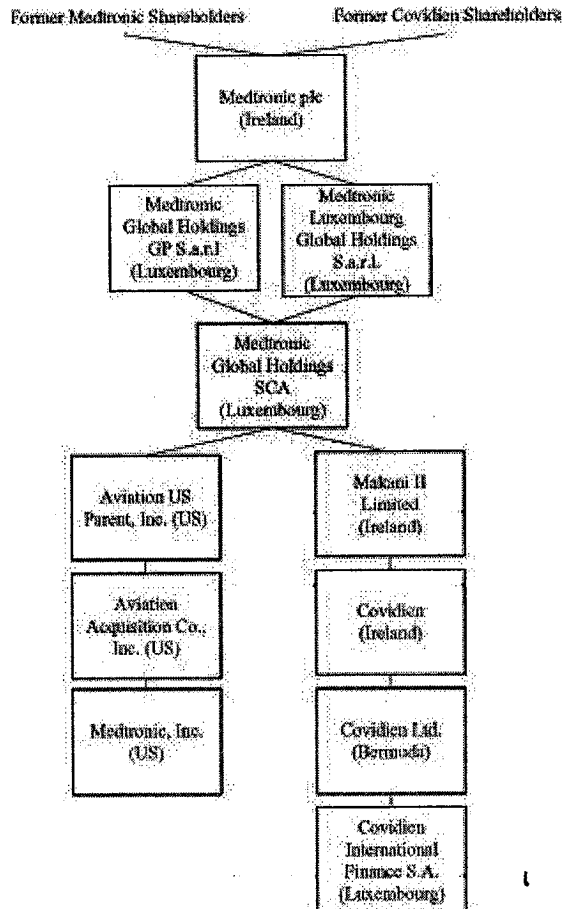 Former Medtronic Shareholders
Former Covidien Shareholders
Medtronic plc
(Ireland)
Medtronic
Global Holdings
GP S.a.r.l
(Luxembourg)
Medtronic
Luxembourg
Global Holdings
S.a.r.l.
(Luxembourg)
Medtronic
Global Holdings
SCA
(Luxembourg)
Aviation US
Parent, Inc. (US)
Makani II
Limited
(Ireland)
Aviation
Acquisition Co.,
Inc. (US)
Covidien
(Ireland)
Medtronic, Inc.
(US)
Covidien Ltd.
(Bermuda)
Covidien
International
Finance S.A.
(Luxembourg)